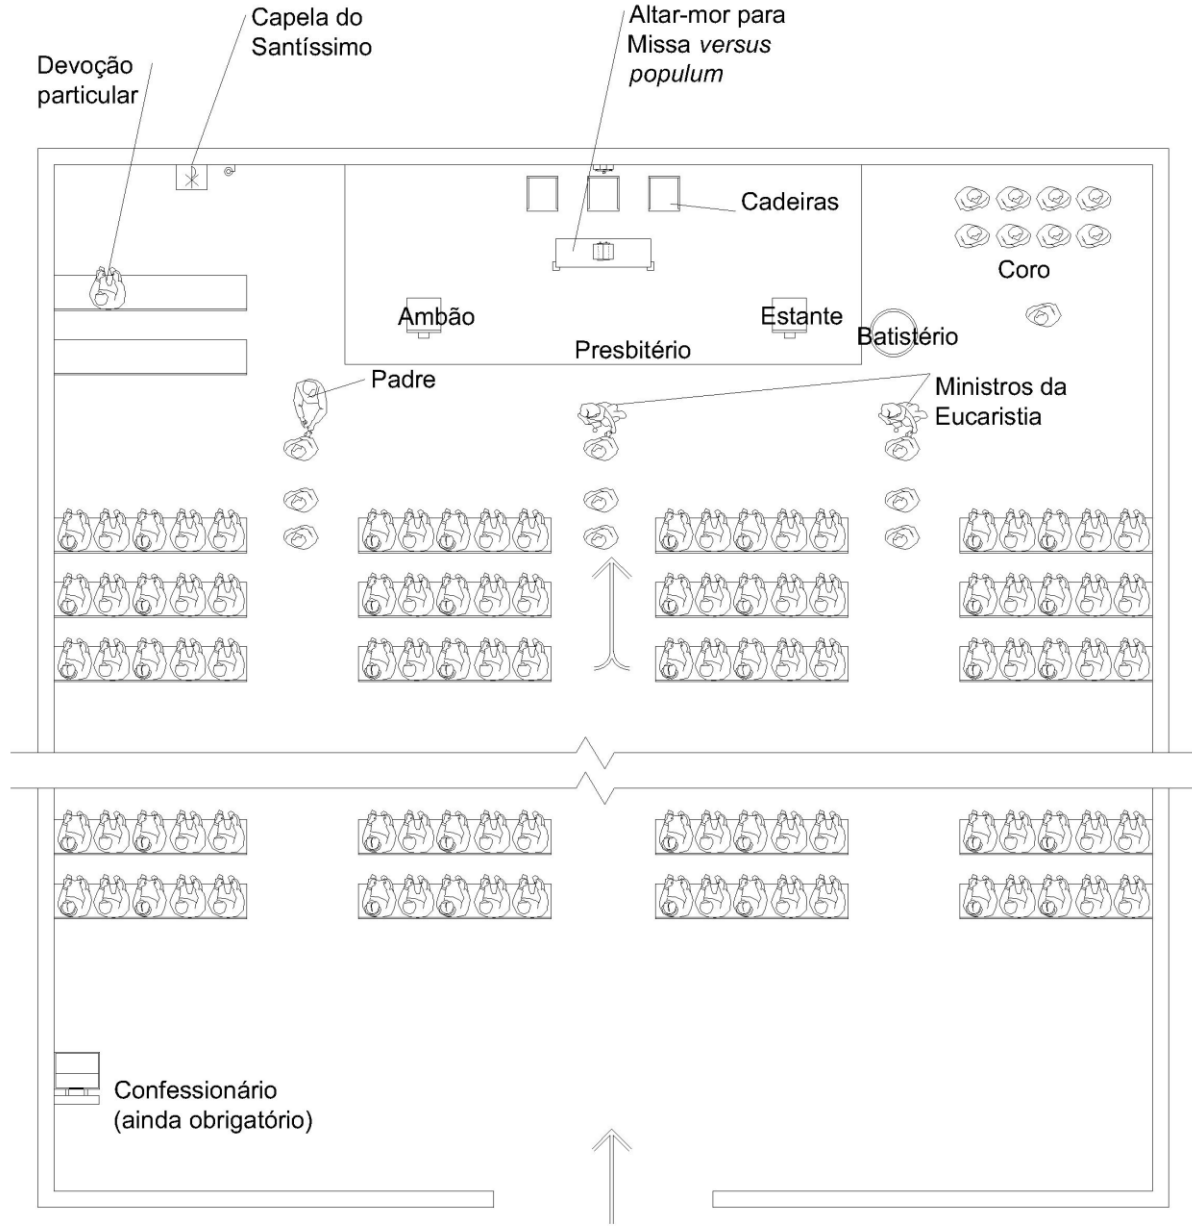 Capela do
Santíssimo
Altar-mor para
Missa versus
populum
Devoção
particular
Cadeiras
Coro
Ambão
Estante
Batistério
Presbitério
Padre
Ministros da
Eucaristia
Confessionário
(ainda obrigatório)